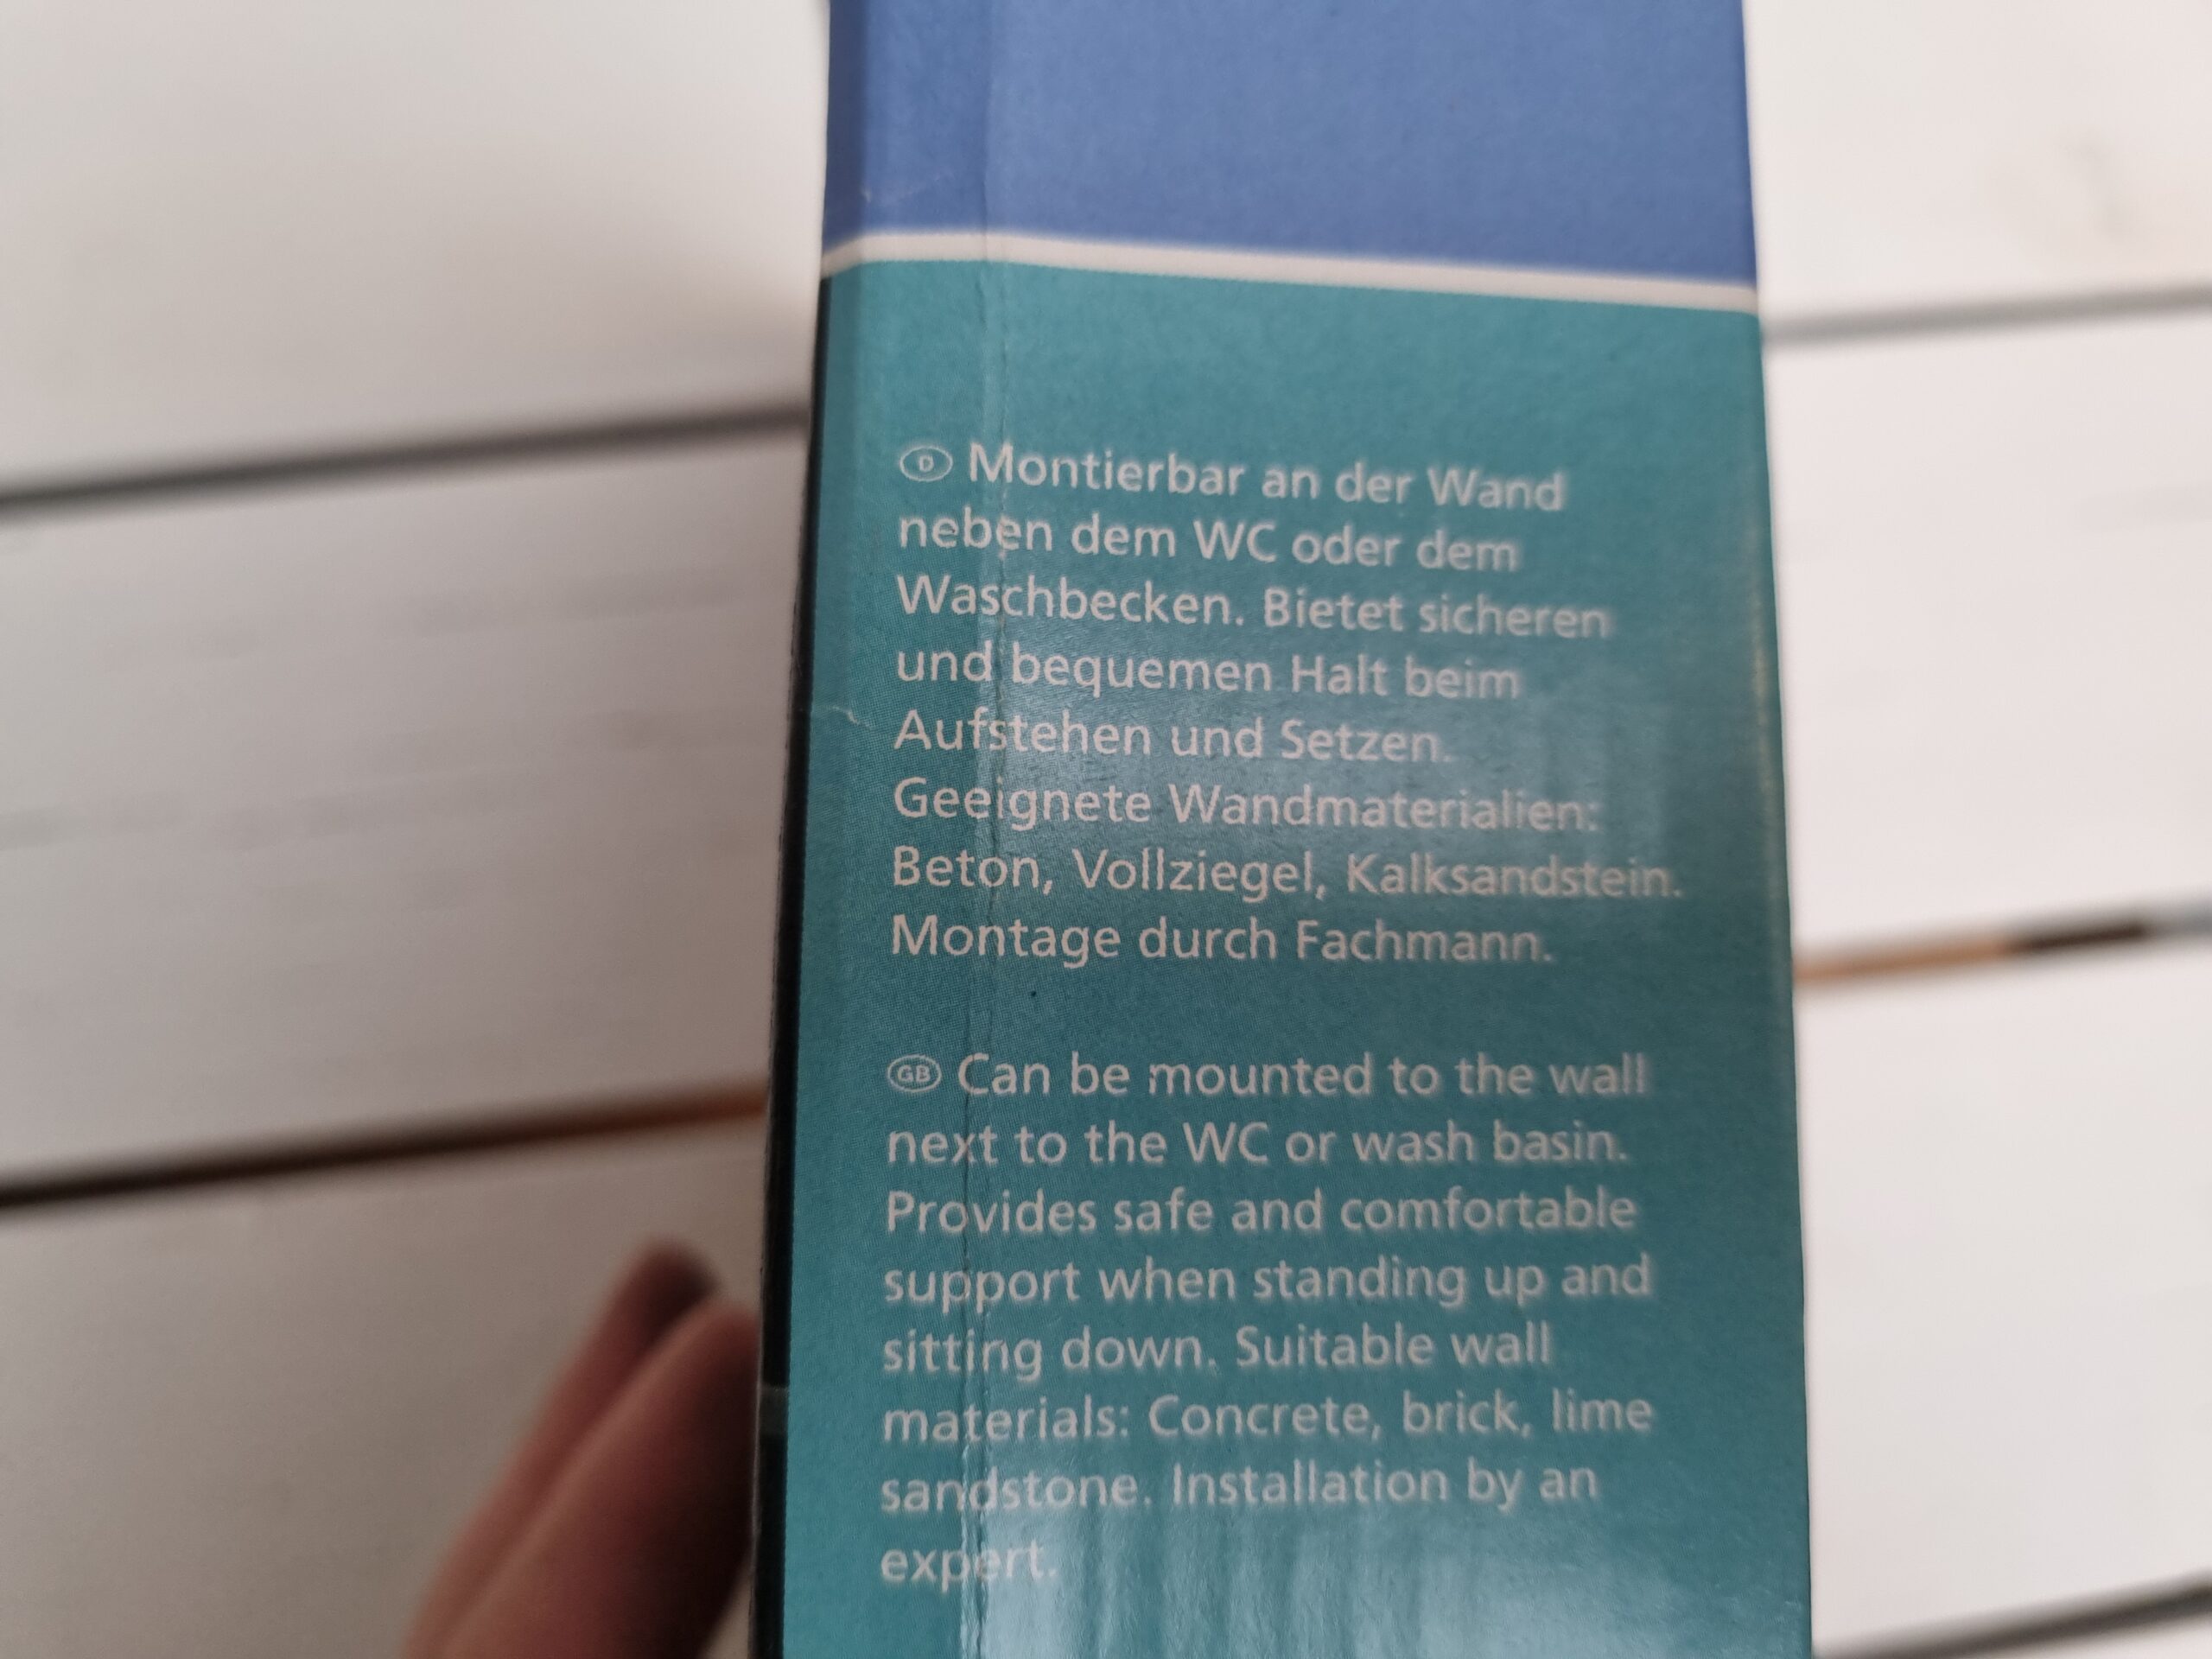 D Montierbar an der Wand
neben dem WC oder dem
Waschbecken. Bietet sicheren
und bequemen Halt beim
Aufstehen und Setzen.
Geeignete Wandmaterialien:
Beton, Vollziegel, Kalksandstein.
Montage durch Fachmann.
GB Can be mounted to the wall
next to the WC or wash basin.
Provides safe and comfortable
support when standing up and
sitting down. Suitable wall
materials: Concrete, brick, lime
sandstone. Installation by an
expert.